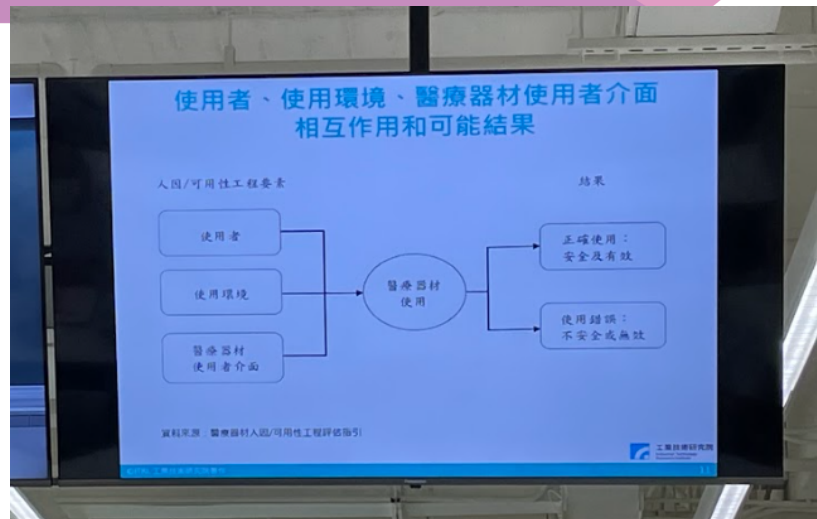 使用者、使用環境、醫療器材使用者介面
相互作用和可能結果
人因/可用性工程要素
結果
使用者
使用環境
醫療器材
使用者介面
醫療器材
使用
正確使用：
安全及有效
使用錯誤：
不安全或無效
資料來源：醫療器材人因/可用性工程評估指引
工業技術研究院
11